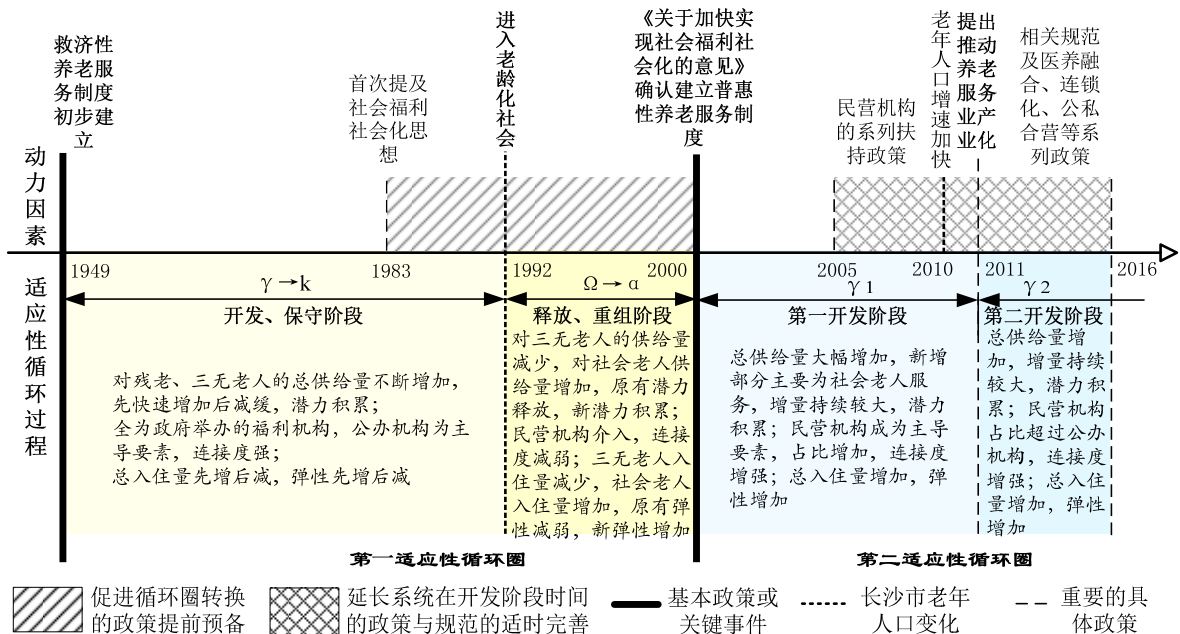 救济性
养老服
务制度
初步建
立
首次提及
社会福利
社会化思
想
进入老龄化社会
《关于加快实
现社会福利社
会化的意见》
确认建立普惠
性养老服务制
度
民营机构
的系列扶
持政策
老年人口增速加快
提出
推动
养老
服务
业产
业化
相关规范
及医养融
合、连锁
化、公私
合营等系
列政策
动力因素
1949
1983
1992
2000
2005
2010
2011
2016
适应性循环过程
γ→k
Ω→α
γ1
γ2
开发、保守阶段
释放、重组阶段
第一开发阶段
第二开发阶段
对残老、三无老人的总供给量不断增加，
先快速增加后减缓，潜力积累；
全为政府举办的福利机构，公办机构为主
导要素，连接度强；
总入住量先增后减，弹性先增后减
对三无老人的供给量
减少，对社会老人供
给量增加，原有潜力
释放，新潜力积累；
民营机构介入，连接
度减弱；三无老人入
住量减少，社会老人
入住量增加，原有弹
性减弱，新弹性增加
总供给量大幅增加，新增
部分主要为社会老人服
务，增量持续较大，潜力
积累；民营机构成为主导
要素，占比增加，连接度
增强；总入住量增加，弹
性增加
总供给量增
加，增量持续
较大，潜力积
累；民营机构
占比超过公办
机构，连接度
增强；总入住
量增加，弹性
增加
第一适应性循环圈
第二适应性循环圈
促进循环圈转换
的政策提前预备
延长系统在开发阶段时间
的政策与规范的适时完善
基本政策或
关键事件
长沙市老年
人口变化
重要的具
体政策